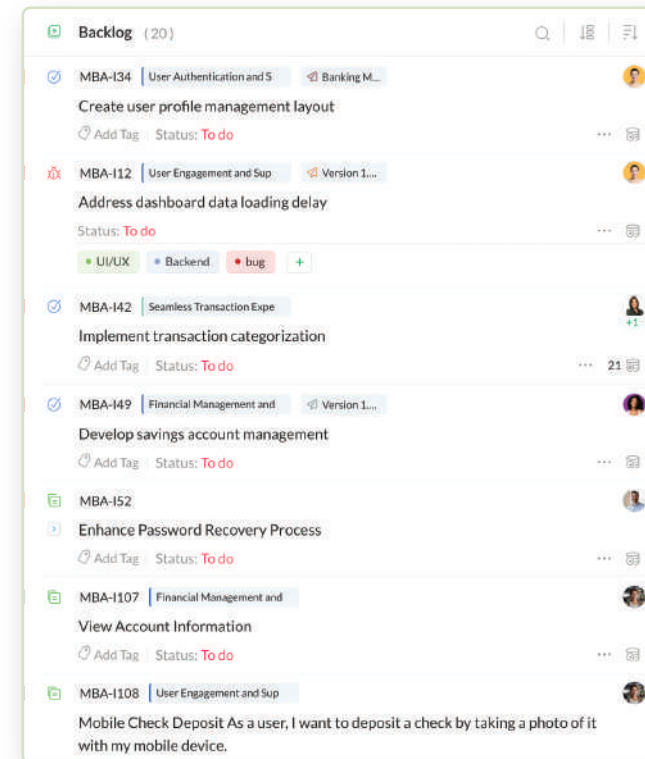 Backlog (20)
MBA-I34 User Authentication and S Banking M...
Create user profile management layout
Add Tag Status: To do
MBA-I12 User Engagement and Sup Version 1....
Address dashboard data loading delay
Status: To do
UI/UX Backend bug +
MBA-I42 Seamless Transaction Expe
+1
Implement transaction categorization
Add Tag Status: To do ... 21
MBA-I49 Financial Management and Version 1....
Develop savings account management
Add Tag Status: To do
MBA-I52
Enhance Password Recovery Process
Add Tag Status: To do
MBA-I107 Financial Management and
View Account Information
Add Tag Status: To do
MBA-I108 User Engagement and Sup
Mobile Check Deposit As a user, I want to deposit a check by taking a photo of it
with my mobile device.